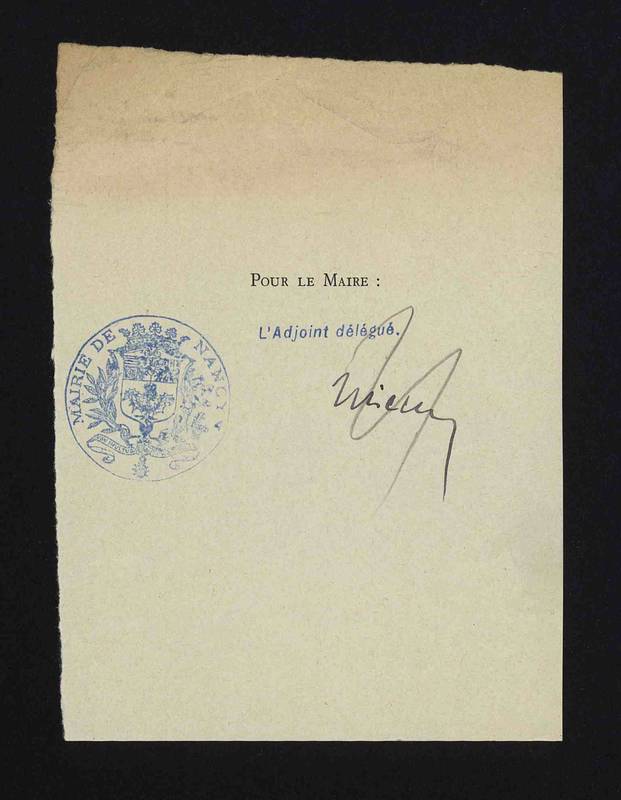 Pour le Maire :
L'Adjoint délégué.
MAIRIE DE NANCY